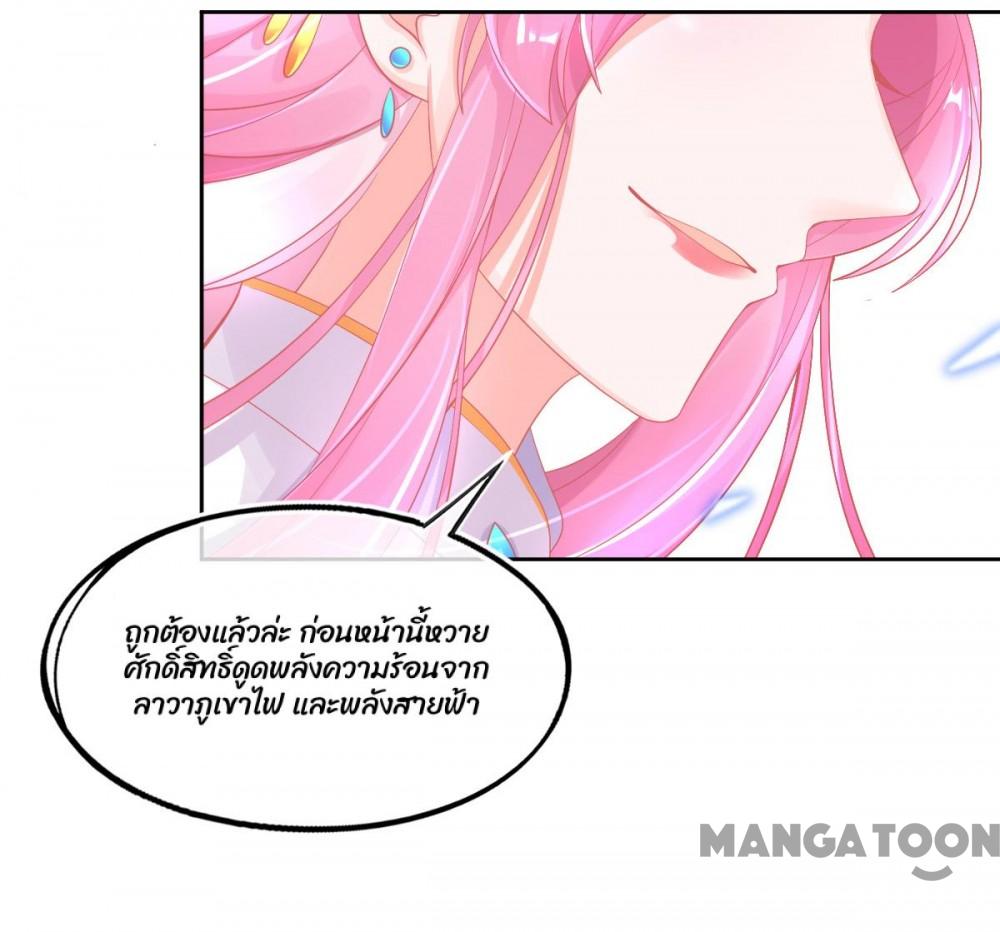 ถูกต้องแล้วล่ะ ก่อนหน้านี้หวาย
ศักดิ์สิทธิ์ดูดพลังความร้อนจาก
ลาวาภูเขาไฟ และพลังสายฟ้า
MANGATOON